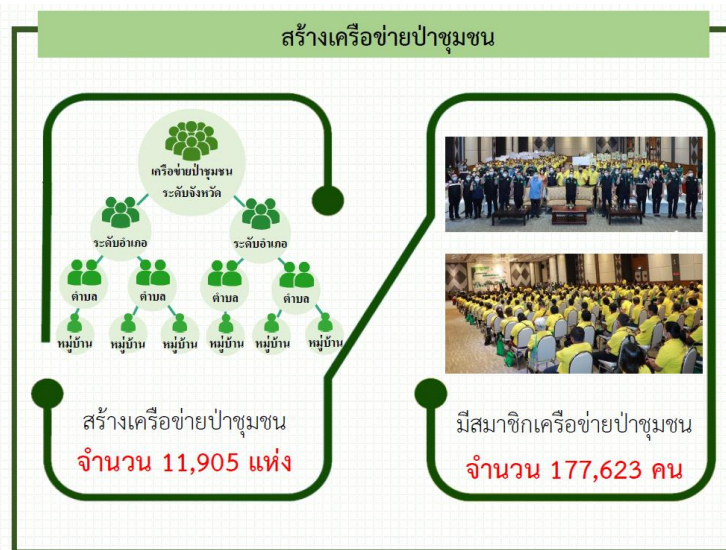 สร้างเครือข่ายป่าชุมชน
เครือข่ายป่าชุมชน
ระดับจังหวัด
ระดับอำเภอ
ระดับอำเภอ
ตำบล
ตำบล
ตำบล
ตำบล
หมู่บ้าน
หมู่บ้าน
หมู่บ้าน
หมู่บ้าน
หมู่บ้าน
หมู่บ้าน
สร้างเครือข่ายป่าชุมชน
จำนวน 11,905 แห่ง
มีสมาชิกเครือข่ายป่าชุมชน
จำนวน 177,623 คน